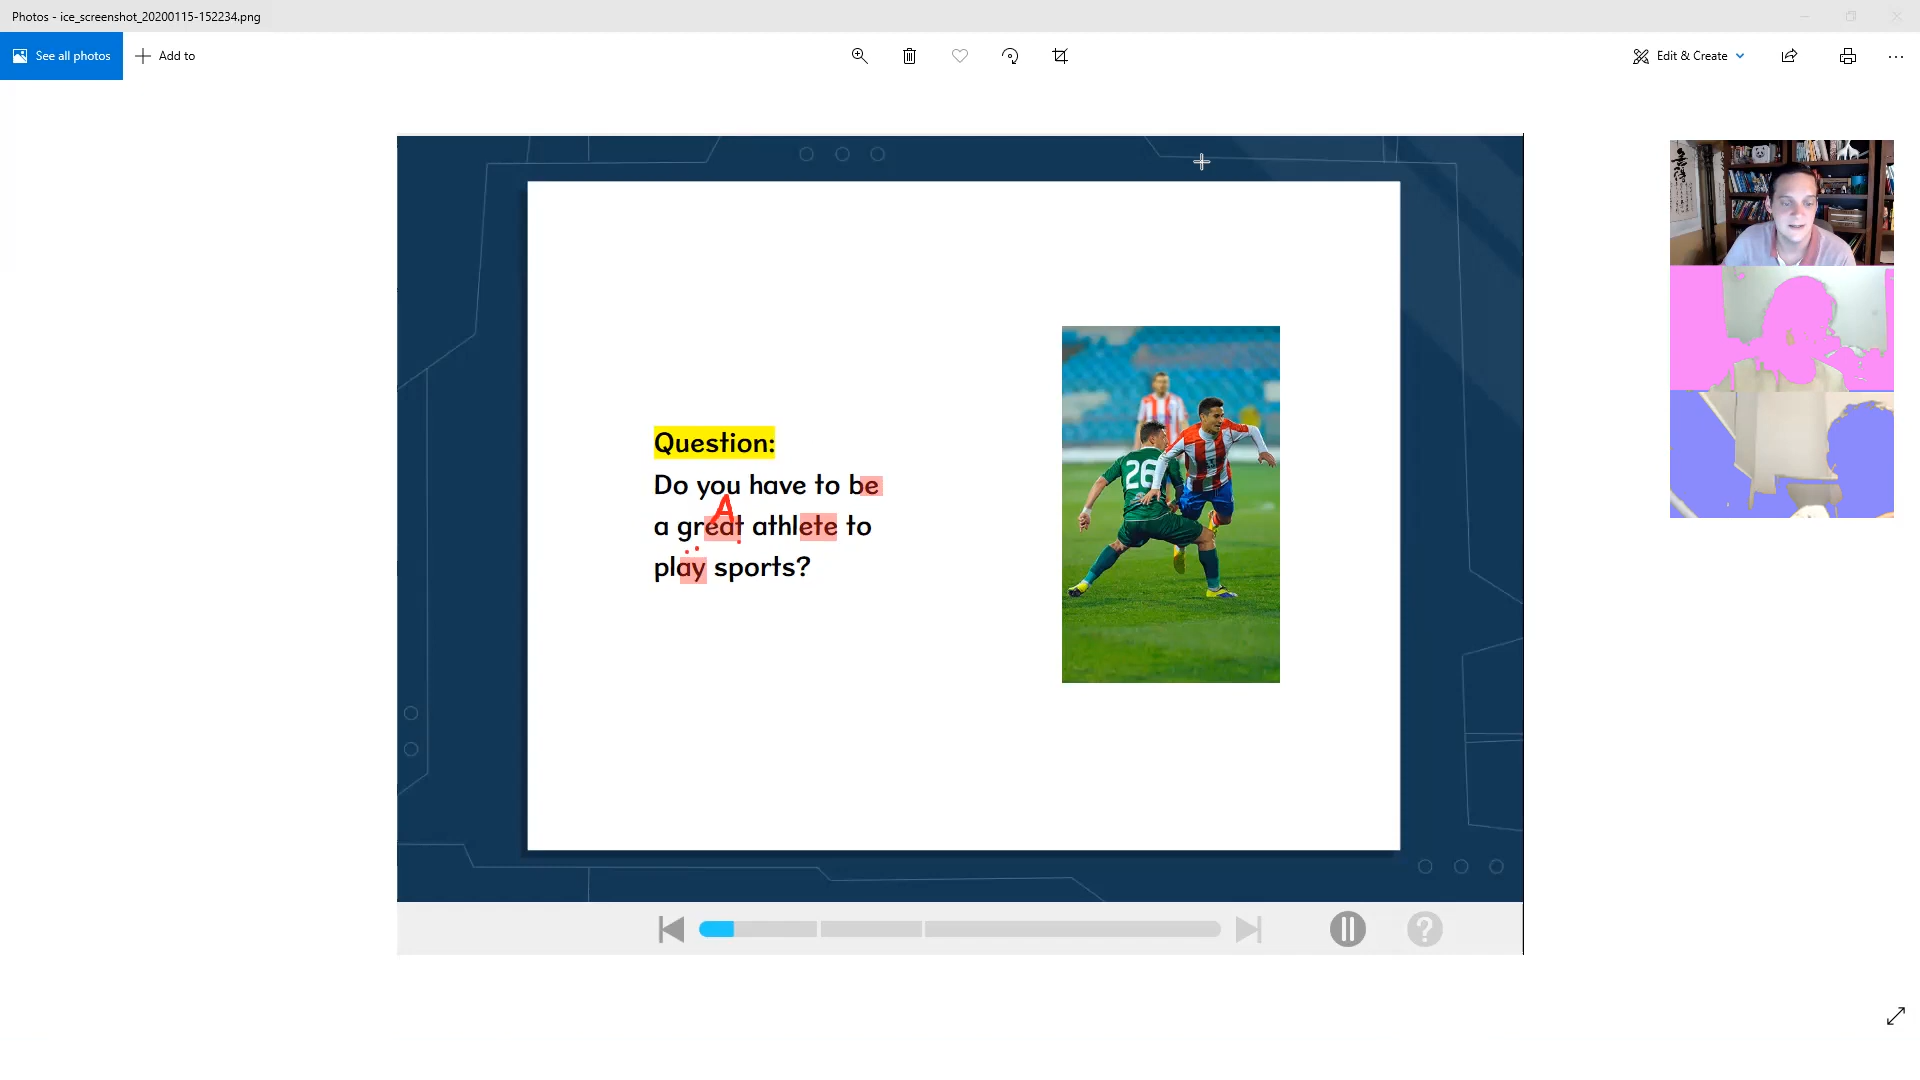 Photos - ice_screenshot_20200115-152234.png
See all photos
Add to
Edit & Create
Question:
Do you have to be
A
a great athlete to
play sports?
26
?